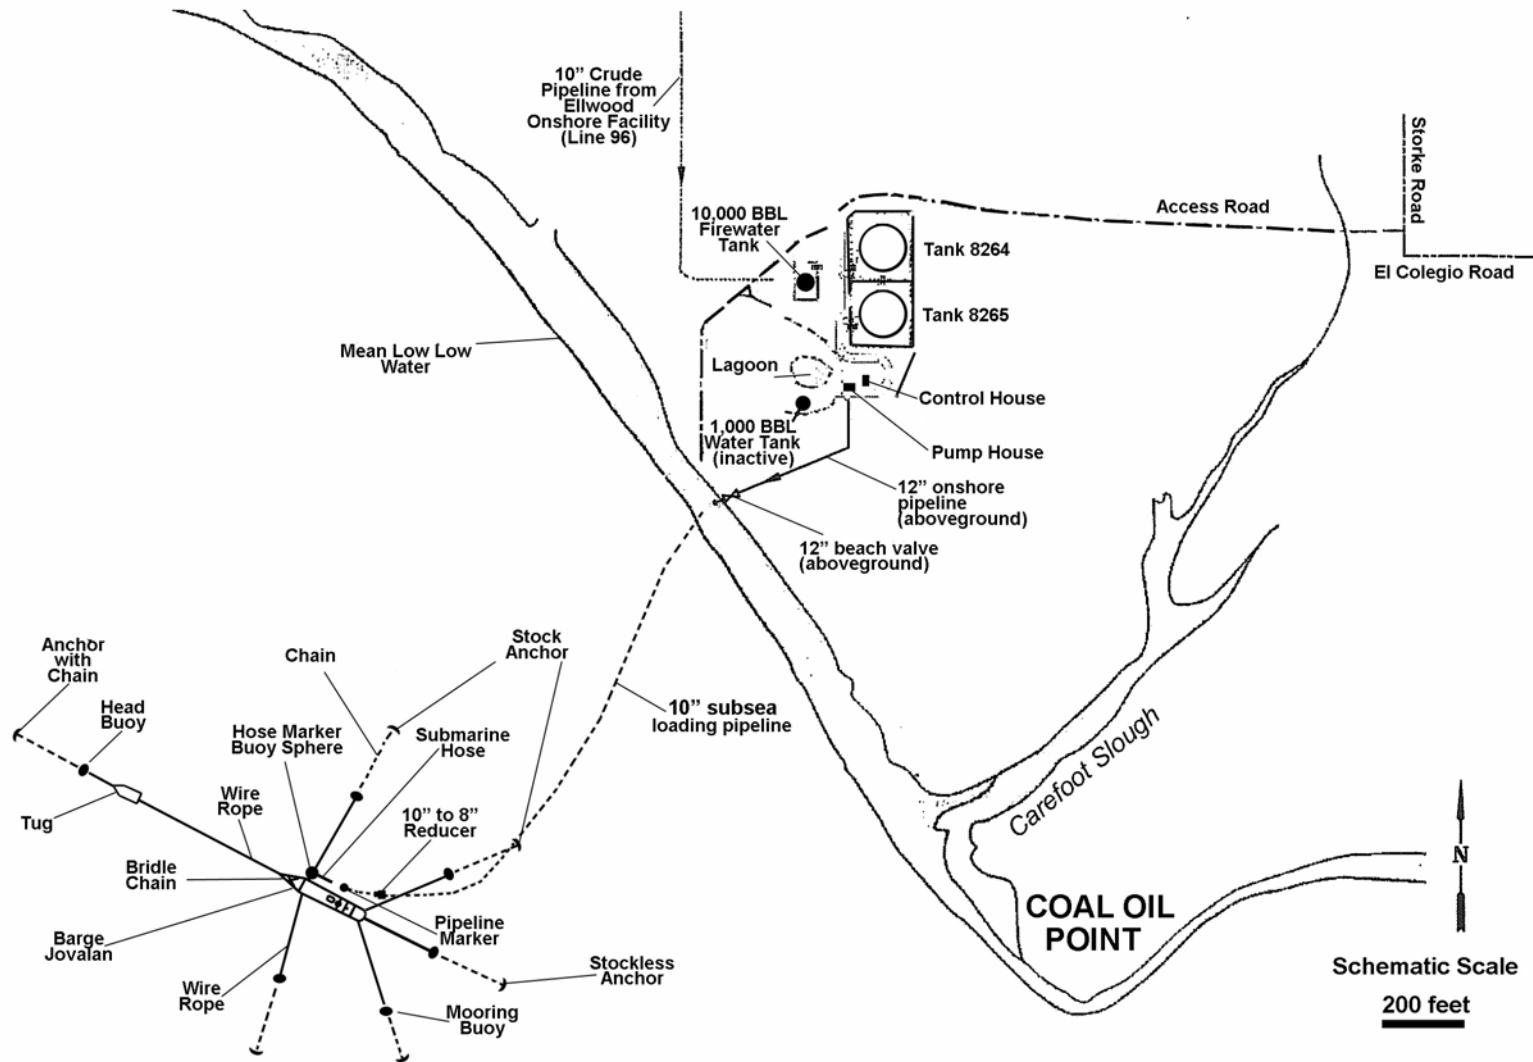 10” Crude
Pipeline from
Ellwood
Onshore Facility
(Line 96)
Storke Road
Access Road
10,000 BBL
Firewater
Tank
Tank 8264
El Colegio Road
Tank 8265
Mean Low Low
Water
Lagoon
Control House
1,000 BBL
Water Tank
(inactive)
Pump House
12” onshore
pipeline
(aboveground)
12” beach valve
(aboveground)
Anchor
with
Chain
Chain
Stock
Anchor
Head
Buoy
Hose Marker
Buoy Sphere
Submarine
Hose
10” subsea
loading pipeline
Carefoot Slough
Tug
Wire
Rope
10” to 8”
Reducer
Bridle
Chain
N
COAL OIL
POINT
Pipeline
Marker
Barge
Jovalan
Stockless
Anchor
Schematic Scale
200 feet
Wire
Rope
Mooring
Buoy